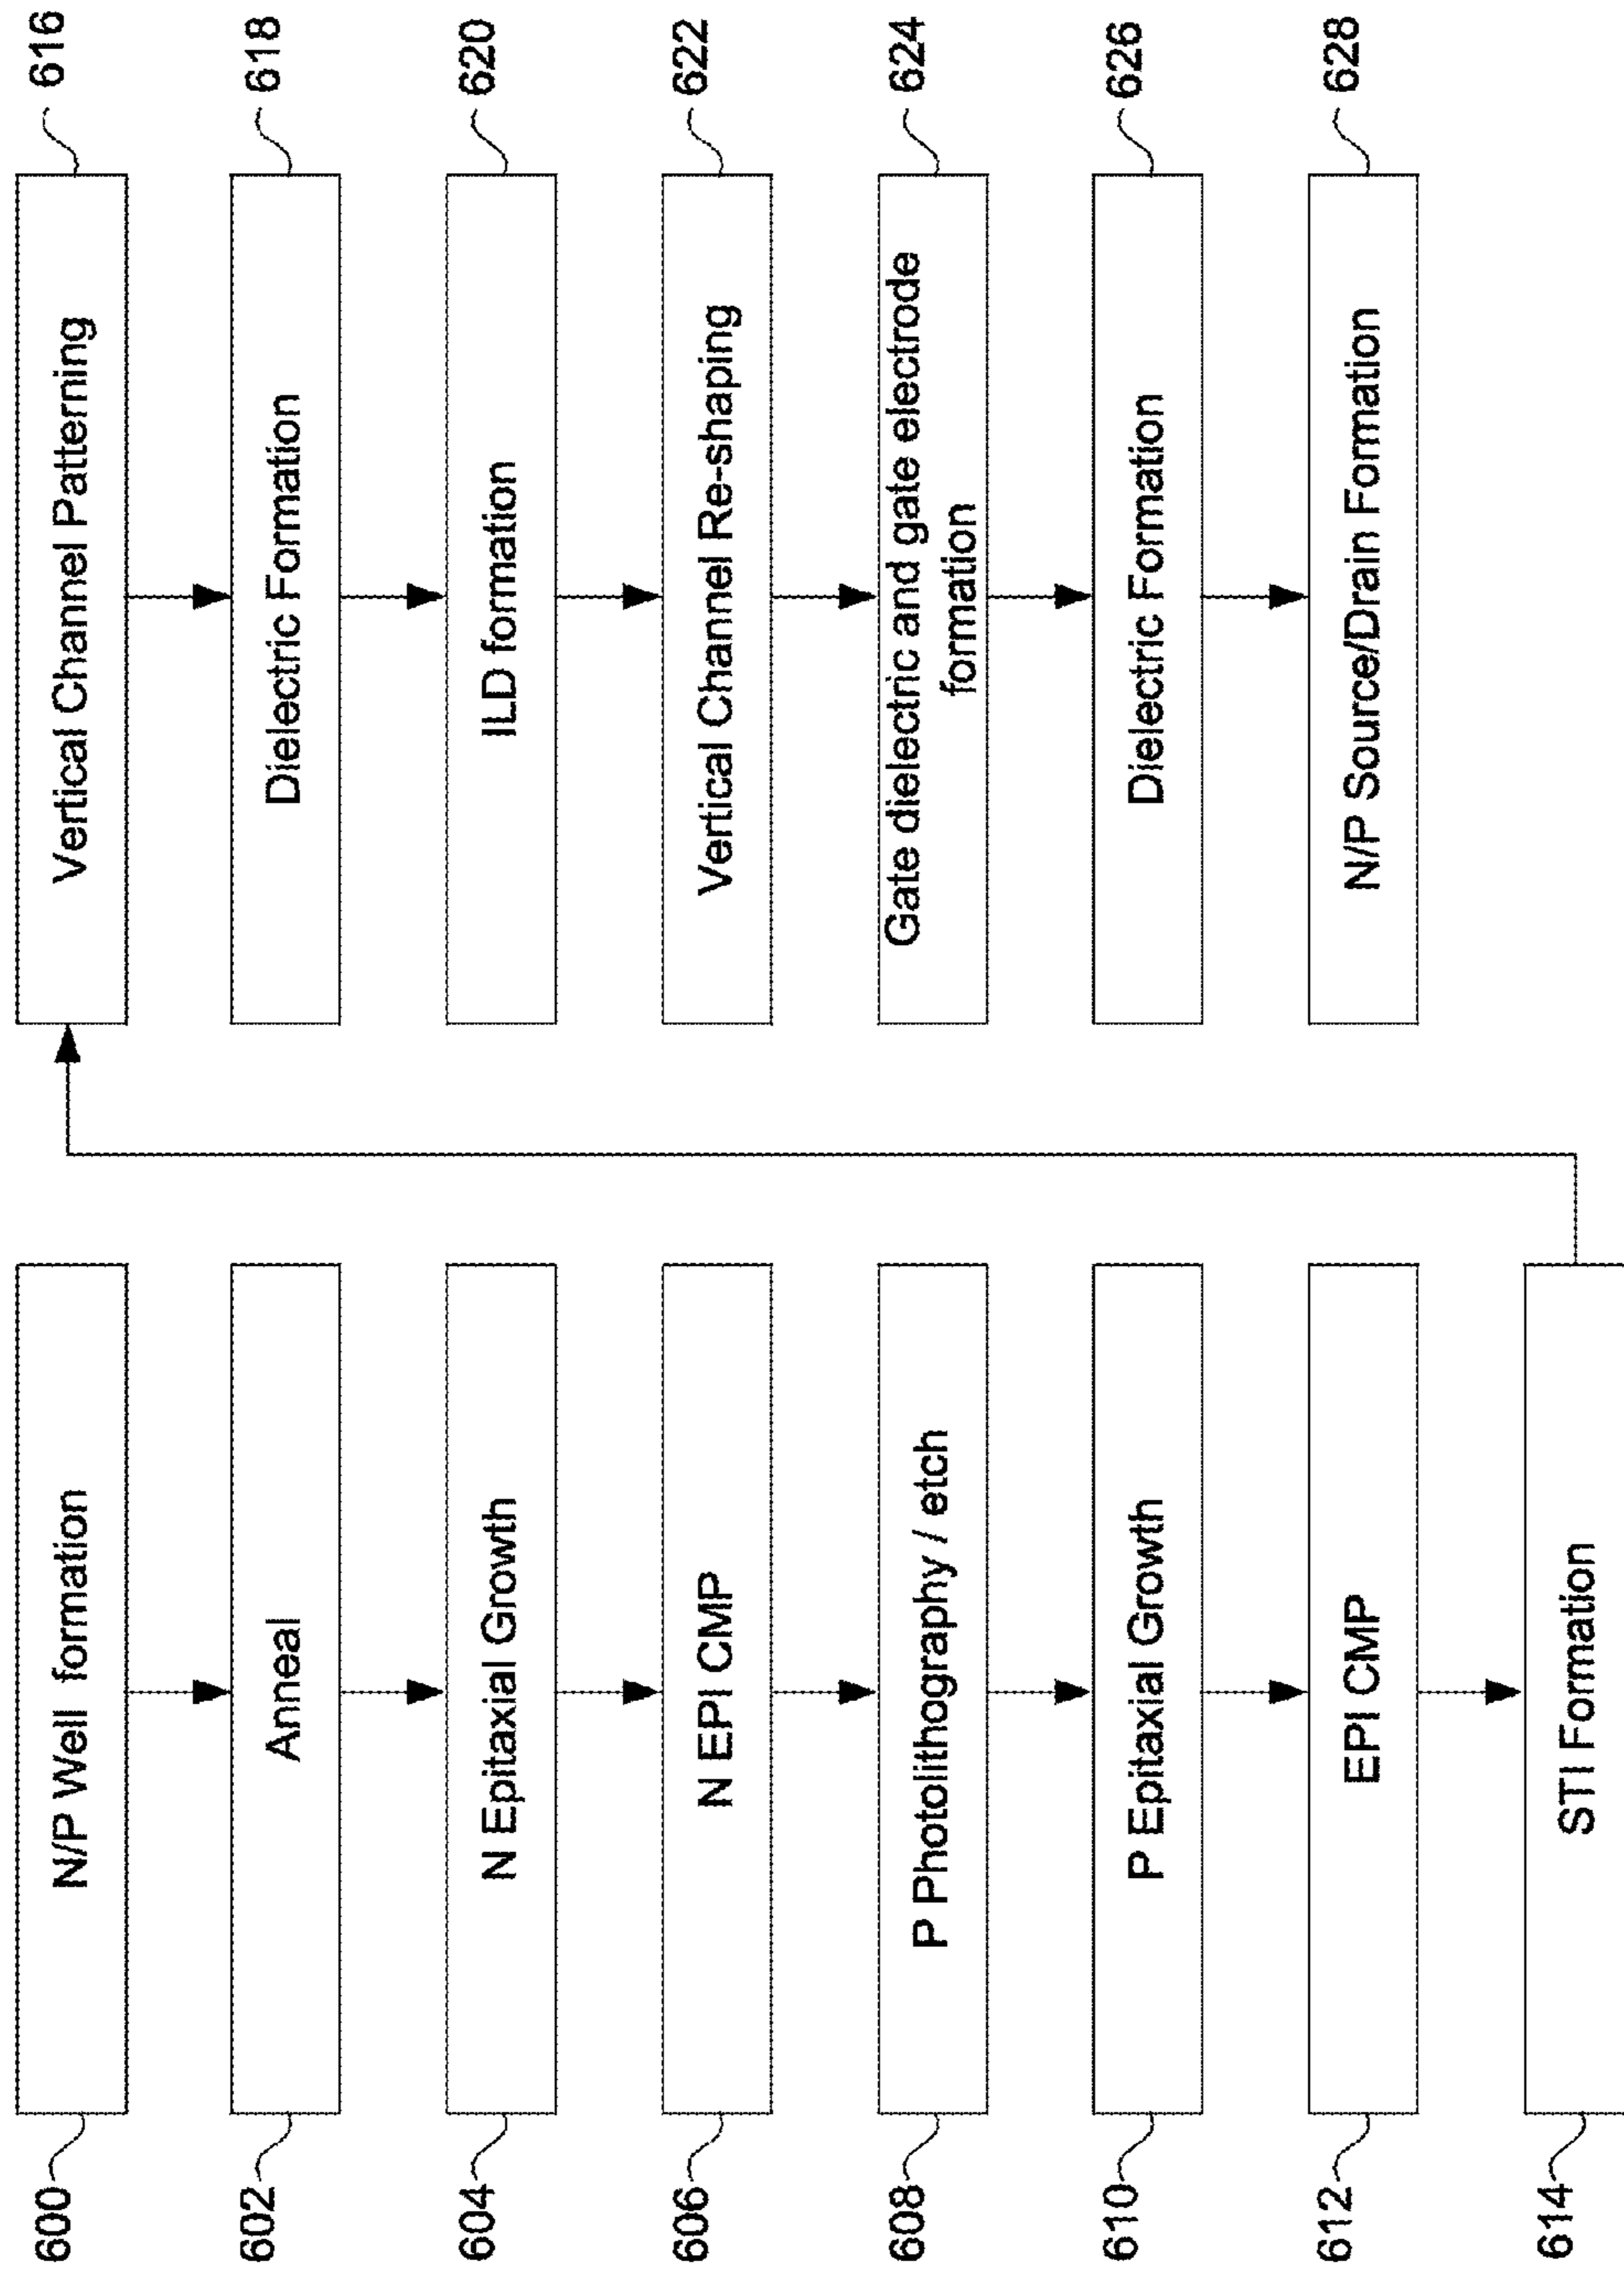 600
N/P Well formation
602
Anneal
604
N Epitaxial Growth
606
N EPI CMP
608
P Photolithography / etch
610
P Epitaxial Growth
612
EPI CMP
614
STI Formation
Vertical Channel Patterning
616
Dielectric Formation
618
ILD formation
620
Vertical Channel Re-shaping
622
Gate dielectric and gate electrode
formation
624
Dielectric Formation
626
N/P Source/Drain Formation
628